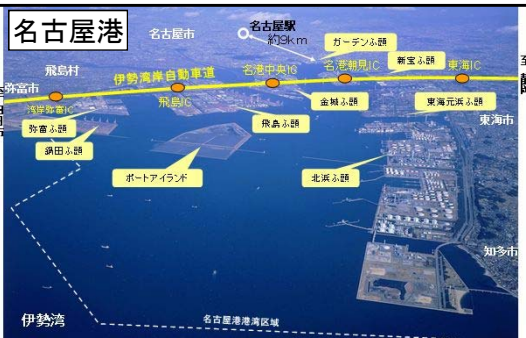 名古屋港
名古屋市
名古屋駅
約9km
ガーデンふ頭
飛島村
新宝ふ頭
伊勢湾岸自動車道
名港中央IC
名港潮見IC
東海IC
至
弥富市
湾岸弥富IC
飛島IC
金城ふ頭
東海元浜ふ頭
弥富ふ頭
飛島ふ頭
東海市
鍋田ふ頭
ポートアイランド
北浜ふ頭
知多市
伊勢湾
名古屋港港湾区域